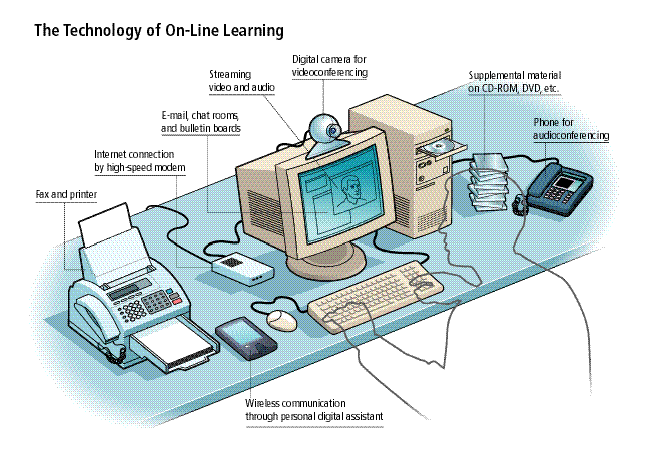 The Technology of On-Line Learning
Digital camera for
videoconferencing
Streaming
video and audio
Supplemental material
on CD-ROM, DVD, etc.
E-mail, chat rooms,
and bulletin boards
Phone for
audioconferencing
Internet connection
by high-speed modem
Fax and printer
Wireless communication
through personal digital assistant